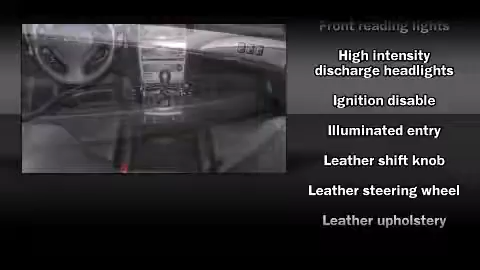 Front reading lights
High intensity
discharge headlights
Ignition disable
Illuminated entry
Leather shift knob
Leather steering wheel
Leather upholstery